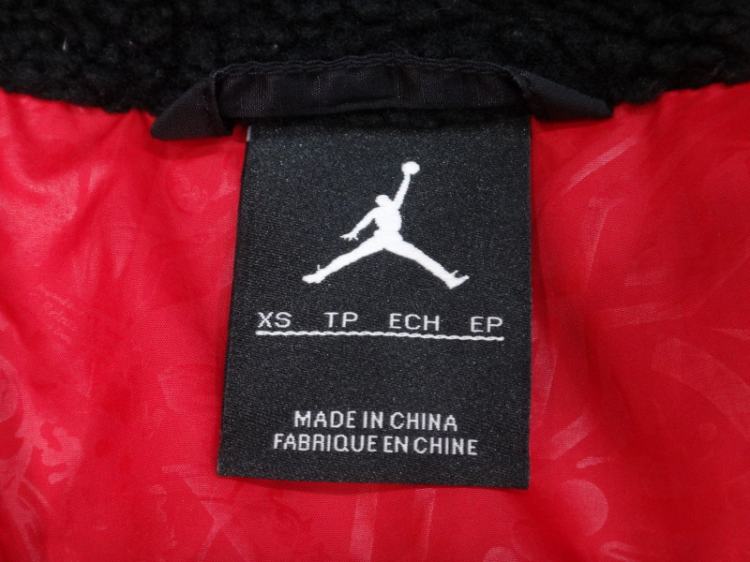 XS TP ECH EP
MADE IN CHINA
FABRIQUE EN CHINE